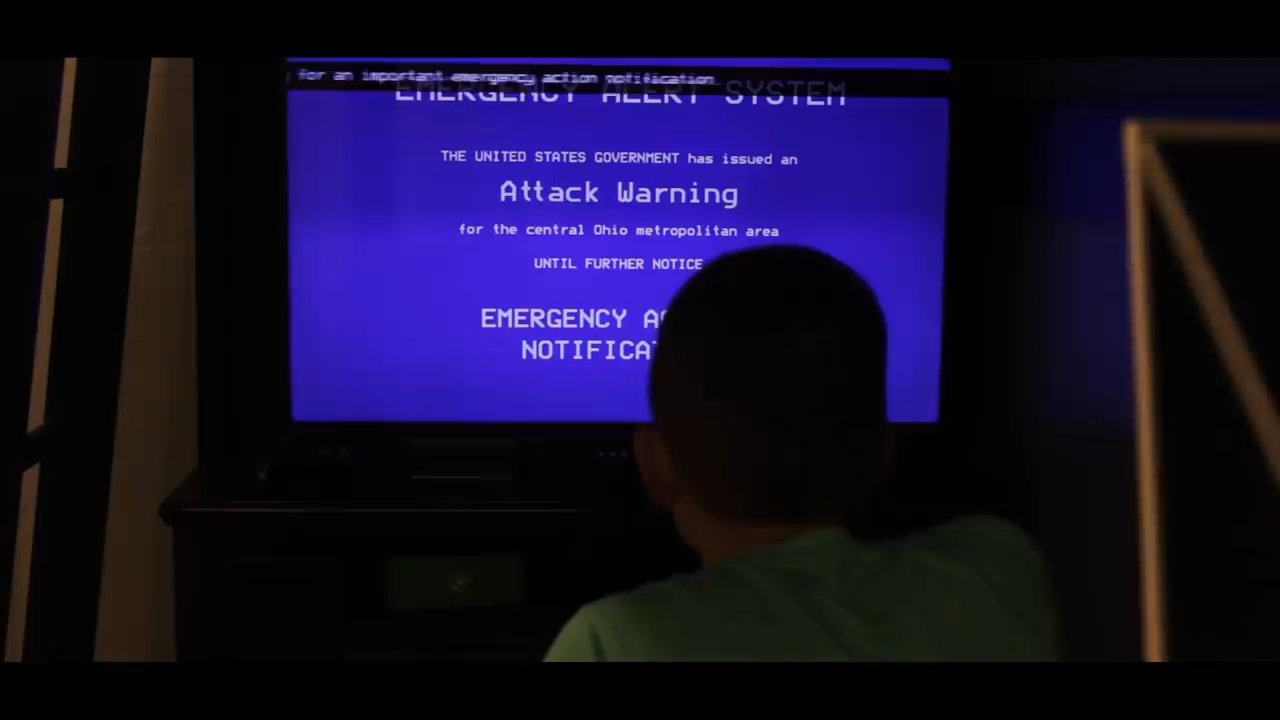 for an important emergency action notification
EMERGENCY ALERT SYSTEM
THE UNITED STATES GOVERNMENT has issued an
Attack Warning
for the central Ohio metropolitan area
UNTIL FURTHER NOTICE
EMERGENCY